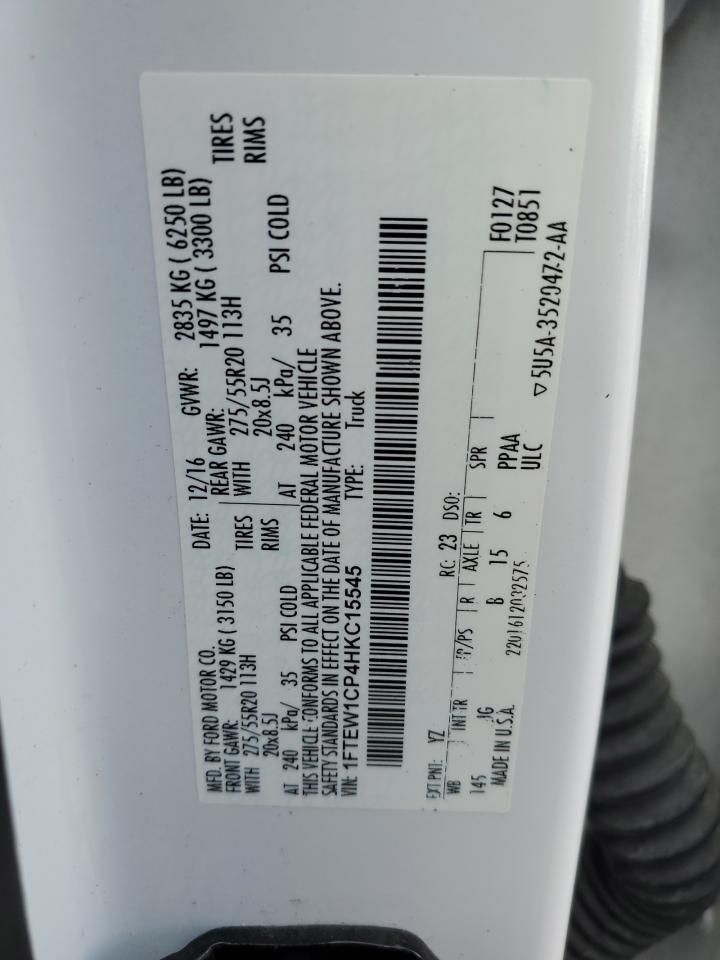 MFD. BY FORD MOTOR CO. DATE: 12/16 GVWR: 2835 KG ( 6250 LB)
FRONT GAWR: 1429 KG ( 3150 LB) REAR GAWR: 1497 KG ( 3300 LB)
WITH 275/55R20 113H TIRES WITH 275/55R20 113H TIRES
20x8.5J RIMS 20x8.5J RIMS
AT 240 kPa/ 35 PSI COLD AT 240 kPa/ 35 PSI COLD
THIS VEHICLE CONFORMS TO ALL APPLICABLE FEDERAL MOTOR VEHICLE
SAFETY STANDARDS IN EFFECT ON THE DATE OF MANUFACTURE SHOWN ABOVE.
VIN: 1FTEW1CP4HKC15545 TYPE: Truck
EXT PNT: YZ RC: 23 DSO:
WB INT TR TP/PS R AXLE TR SPR F0127
145 JG B 15 6 PPAA T0851
MADE IN U.S.A. 2201612032575 ULC
▽5U5A-3520472-AA